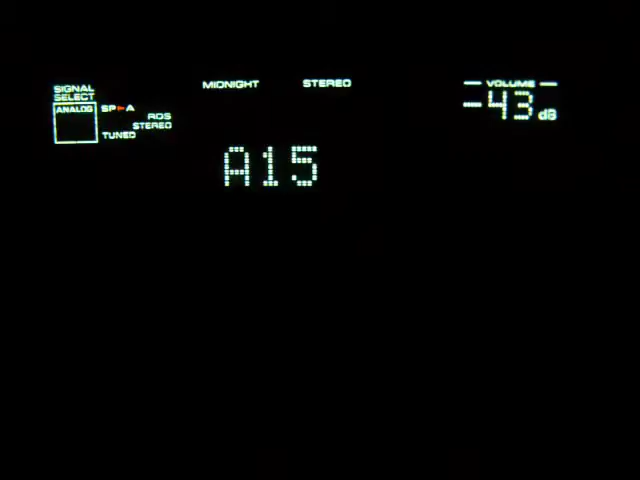 SIGNAL
SELECT
ANALOG
SP ► A
RDS
STEREO
TUNED
MIDNIGHT
STEREO
A15
VOLUME
-43 dB